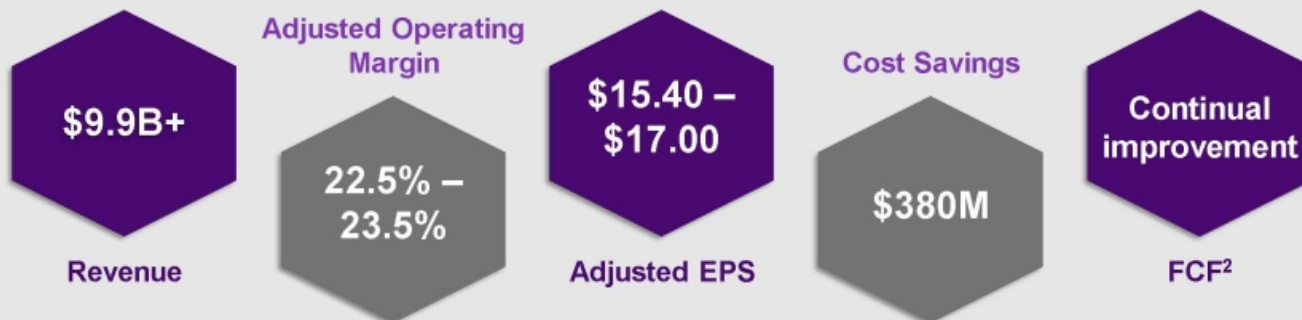 $9.9B+
Revenue
Adjusted Operating
Margin
22.5% –
23.5%
$15.40 –
$17.00
Adjusted EPS
Cost Savings
$380M
Continual
improvement
FCF²